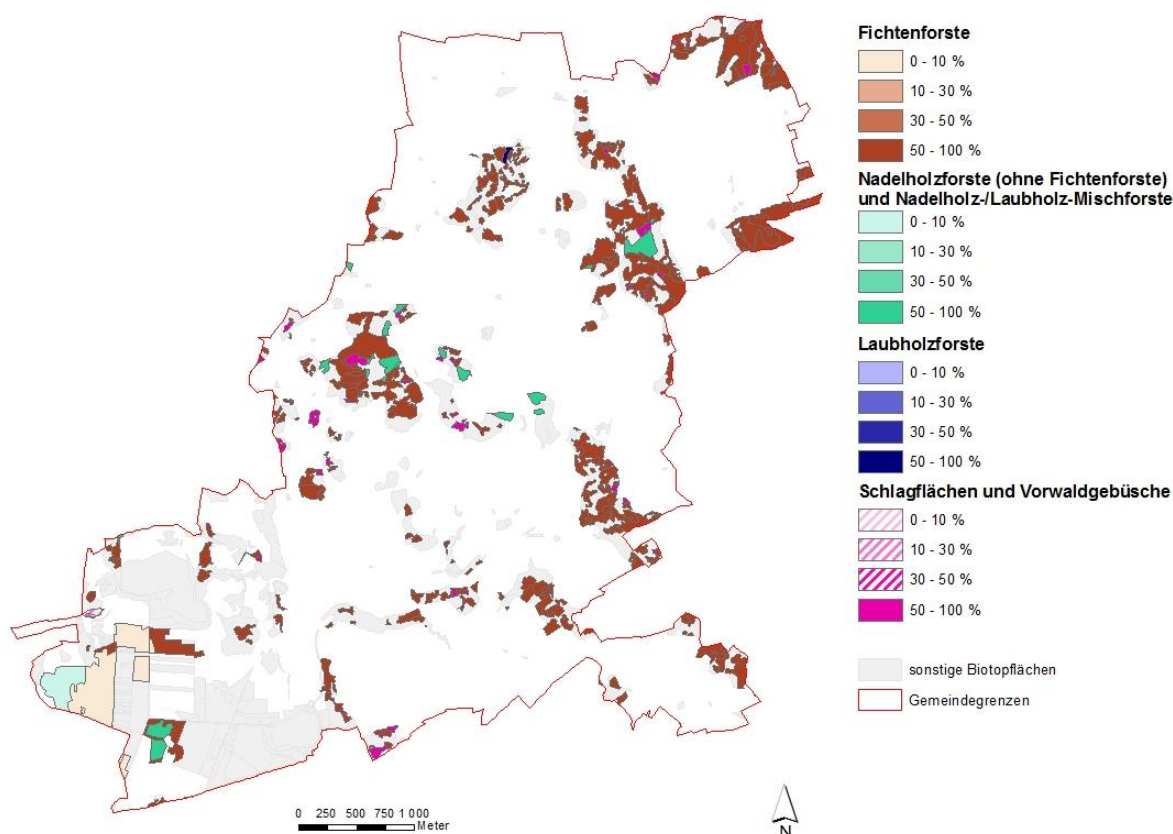 Fichtenforste
0 - 10 %
10 - 30 %
30 - 50 %
50 - 100 %
Nadelholzforste (ohne Fichtenforste)
und Nadelholz-/Laubholz-Mischforste
0 - 10 %
10 - 30 %
30 - 50 %
50 - 100 %
Laubholzforste
0 - 10 %
10 - 30 %
30 - 50 %
50 - 100 %
Schlagflächen und Vorwaldgebüsche
0 - 10 %
10 - 30 %
30 - 50 %
50 - 100 %
sonstige Biotopflächen
Gemeindegrenzen
0 250 500 750 1 000
Meter
N